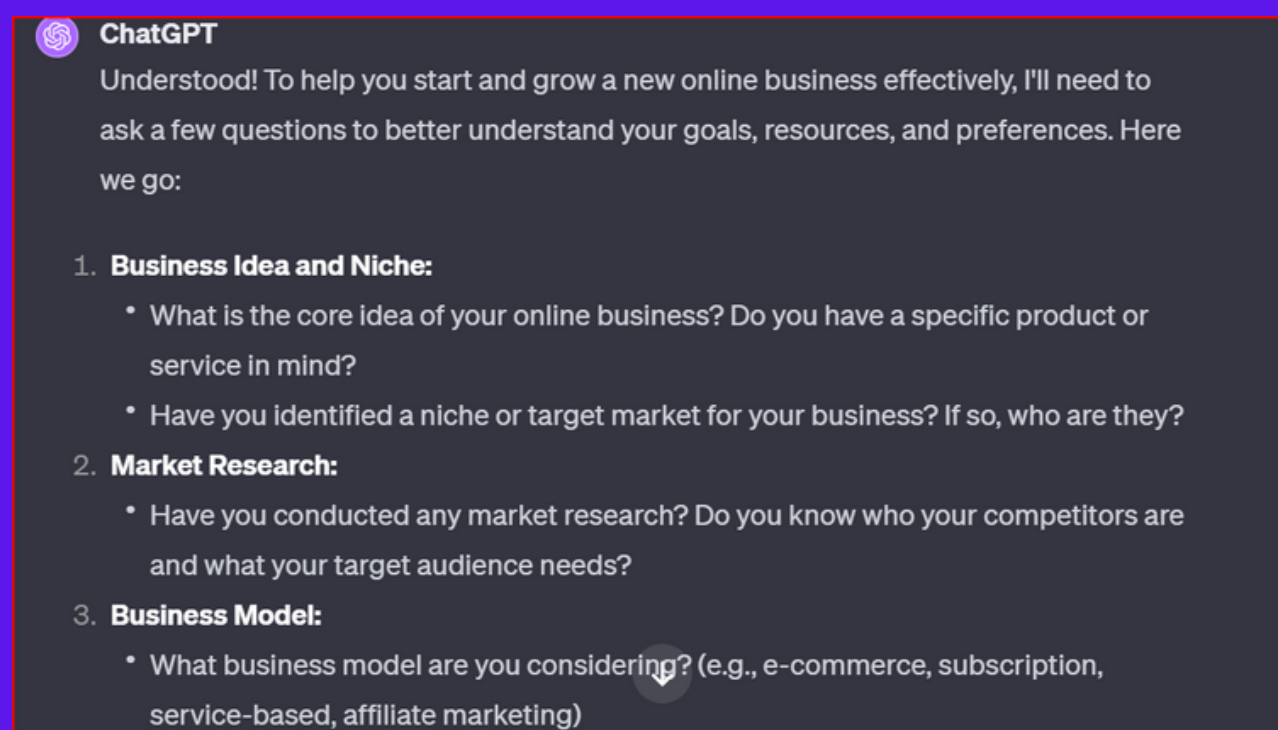 ChatGPT
Understood! To help you start and grow a new online business effectively, I'll need to
ask a few questions to better understand your goals, resources, and preferences. Here
we go:
1. Business Idea and Niche:
• What is the core idea of your online business? Do you have a specific product or
service in mind?
• Have you identified a niche or target market for your business? If so, who are they?
2. Market Research:
• Have you conducted any market research? Do you know who your competitors are
and what your target audience needs?
3. Business Model:
• What business model are you considering? (e.g., e-commerce, subscription,
service-based, affiliate marketing)